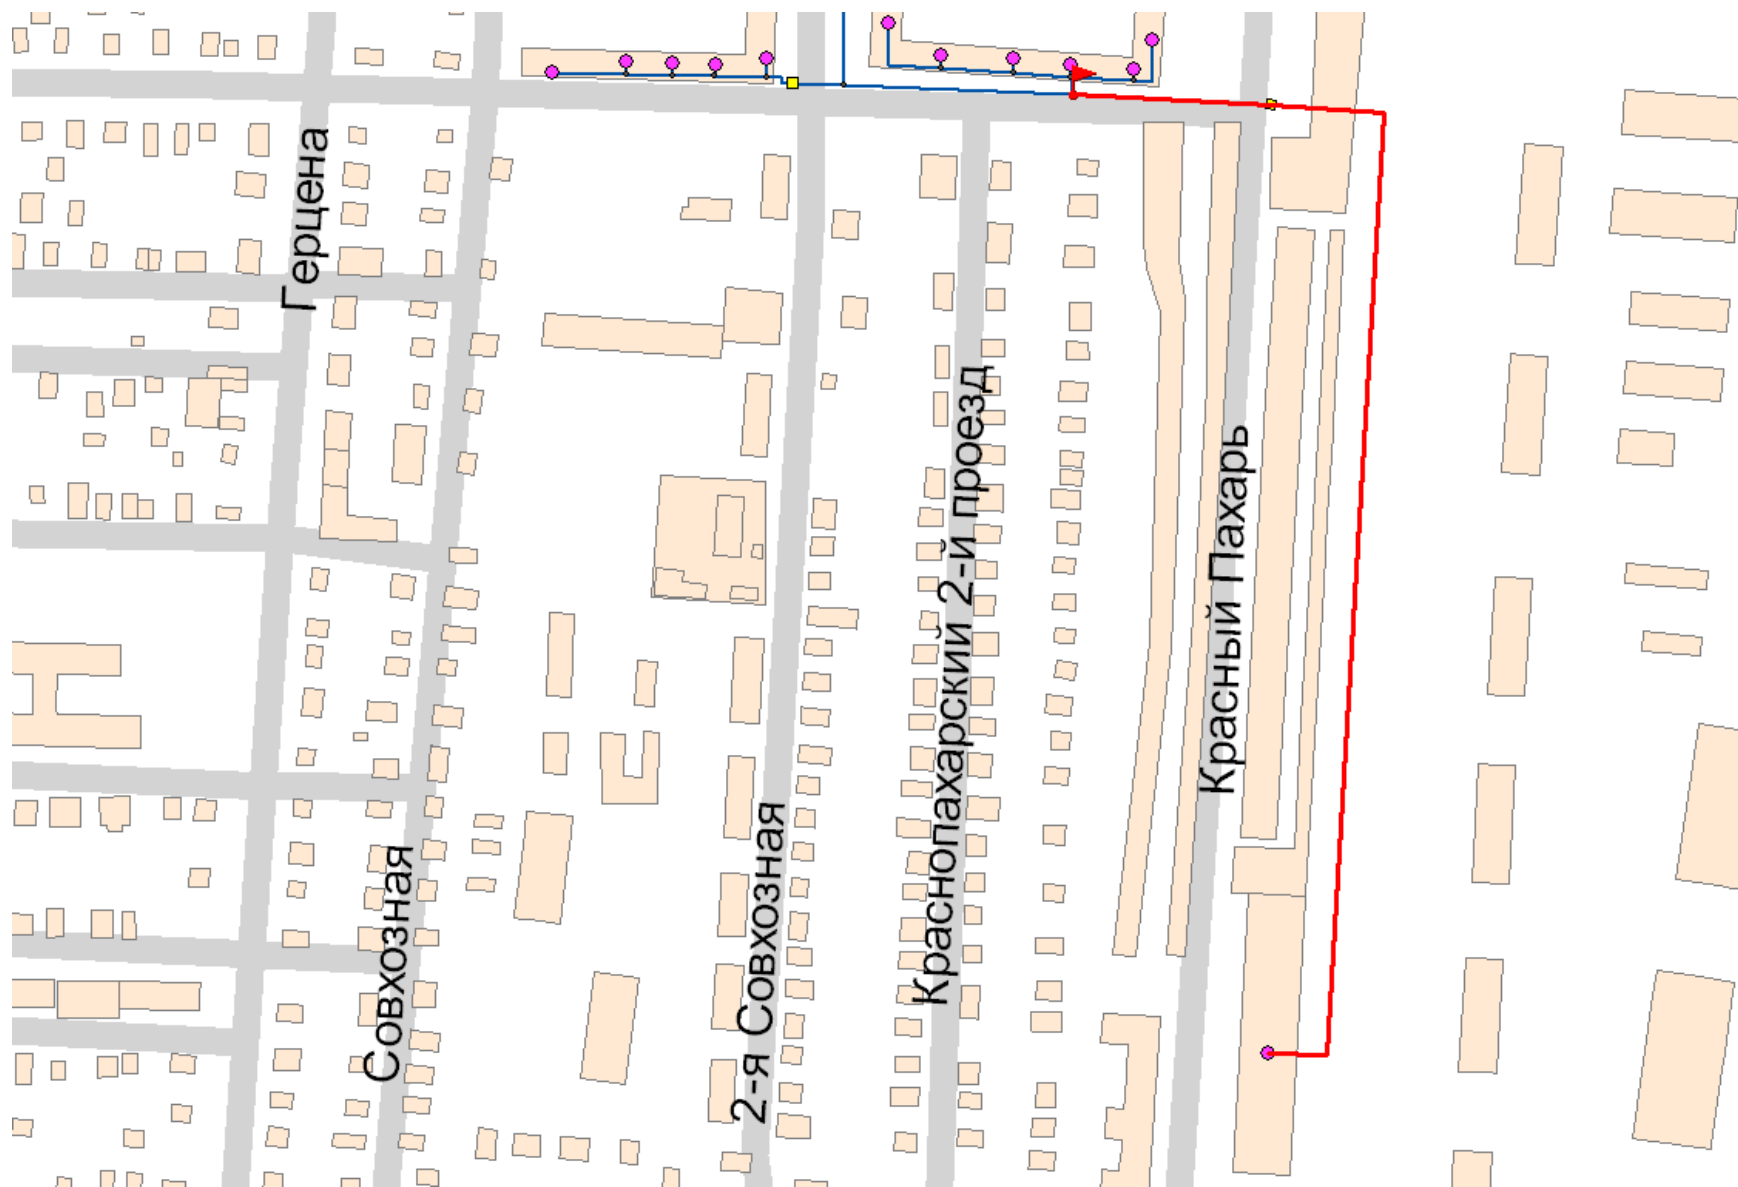 Герцена
Совхозная
2-я Совхозная
Краснопахарский 2-й проезд
Красный Пахарь